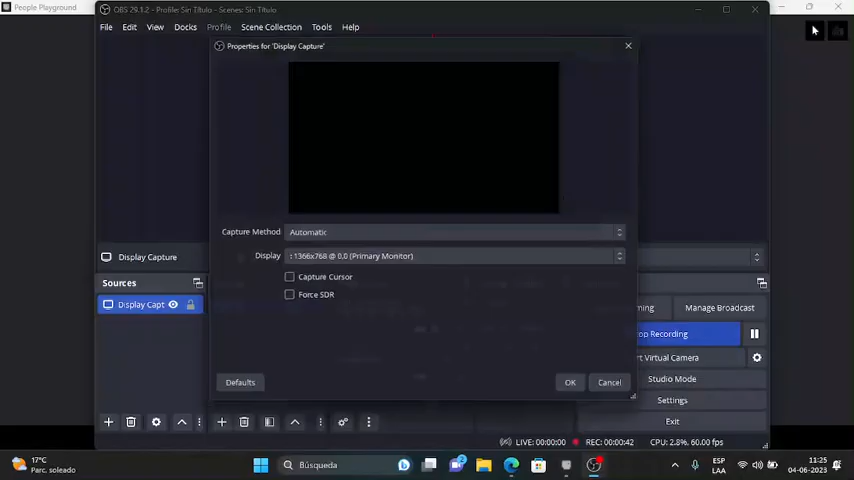 People Playground
OBS 29.1.2 - Profile: Sin Título - Scenes: Sin Título
File Edit View Docks Profile Scene Collection Tools Help
Properties for 'Display Capture'
Capture Method Automatic
Display Capture
Display : 1366x768 @ 0,0 (Primary Monitor)
Capture Cursor
Sources
Force SDR
Display Capt
Manage Broadcast
op Recording
rt Virtual Camera
Studio Mode
Defaults OK Cancel
Settings
Exit
LIVE: 00:00:00 REC: 00:00:42 CPU: 2.8%, 60.00 fps
17°C
Parc. soleado
Búsqueda
2
ESP
LAA
11:25
04-06-2023